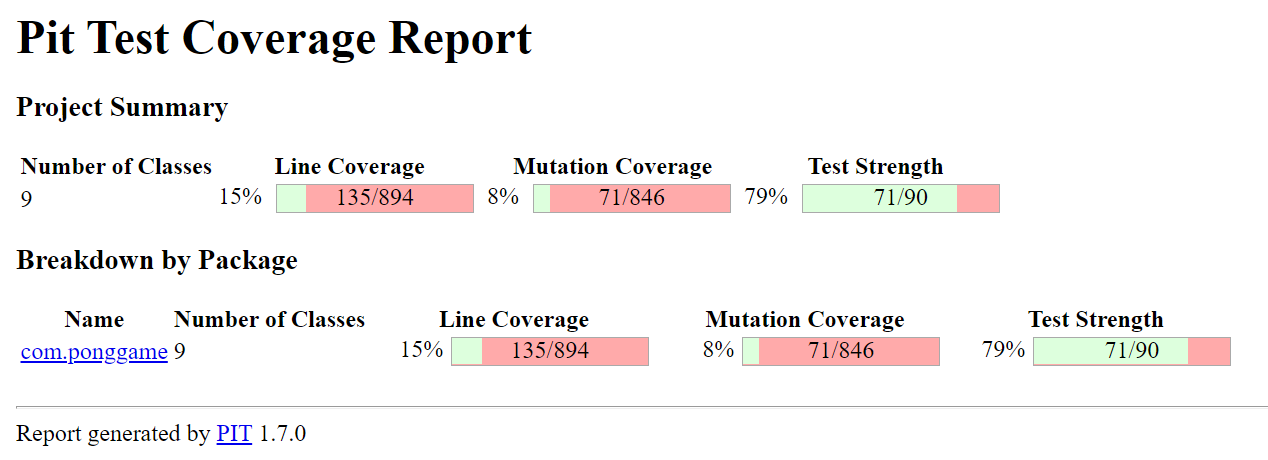 Pit Test Coverage Report
Project Summary
Number of Classes Line Coverage Mutation Coverage Test Strength
9 15% 135/894 8% 71/846 79% 71/90
Breakdown by Package
Name Number of Classes Line Coverage Mutation Coverage Test Strength
com.ponggame 9 15% 135/894 8% 71/846 79% 71/90
Report generated by PIT 1.7.0